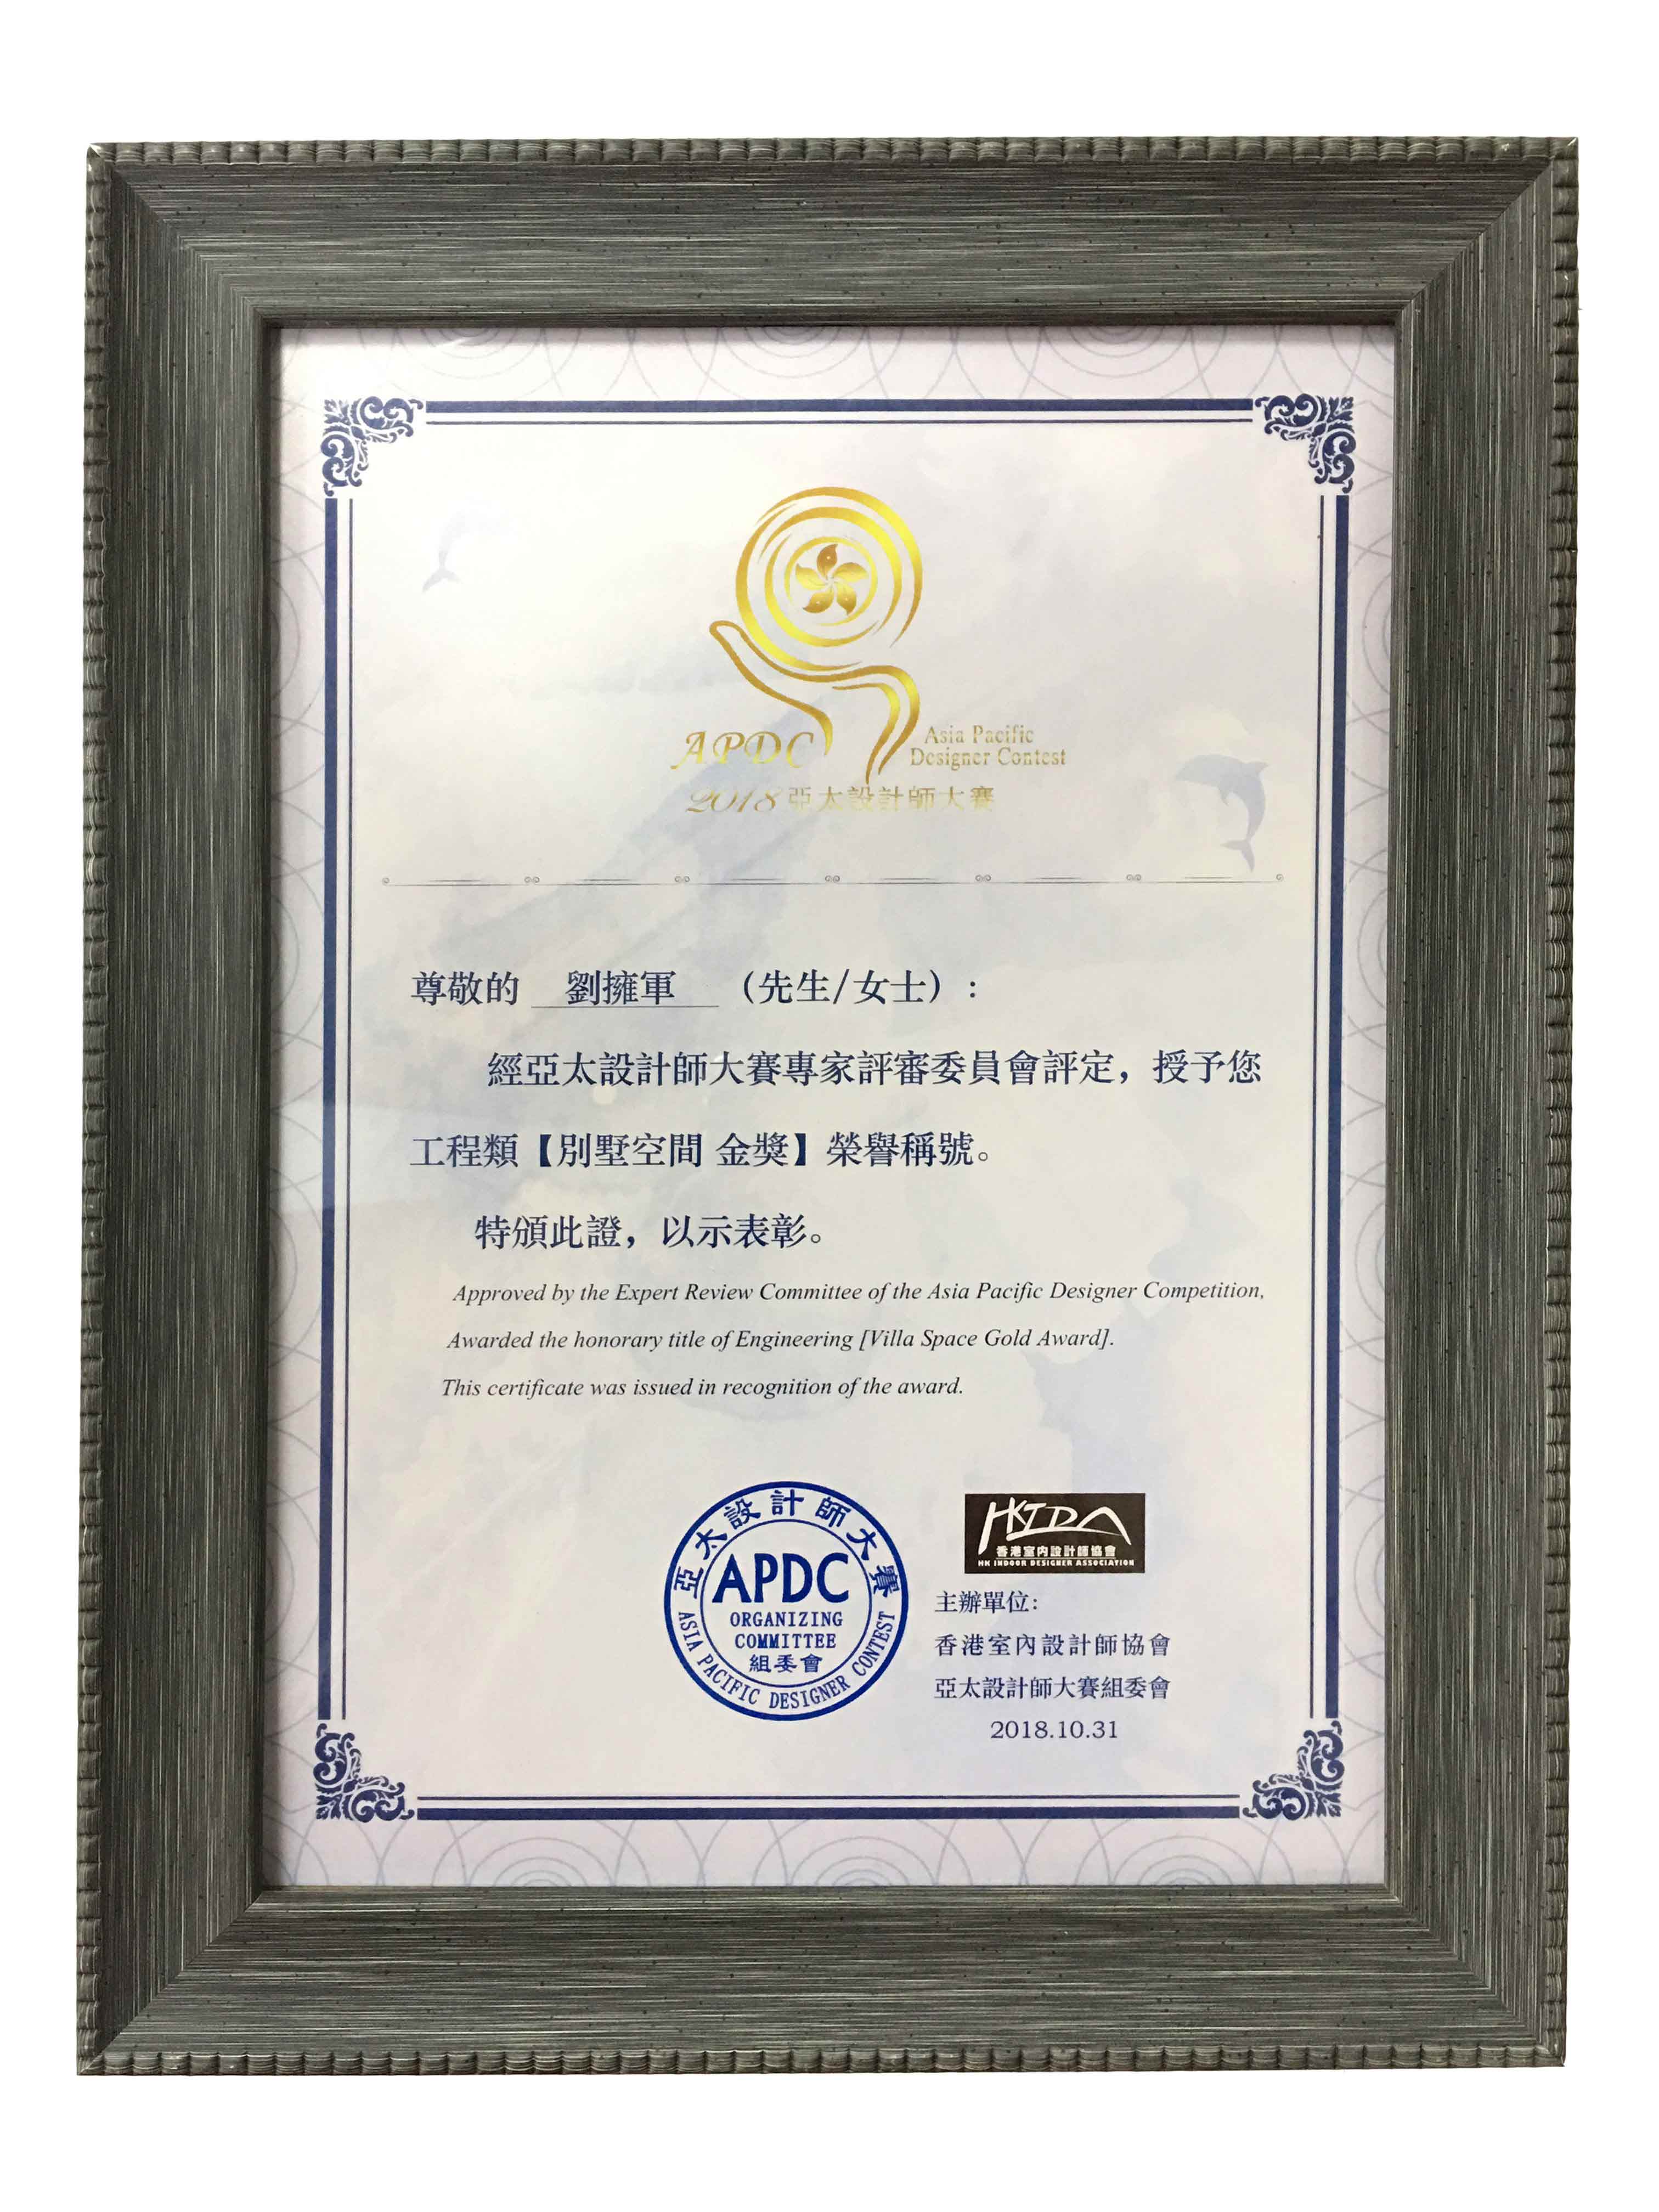 APDC
Asia Pacific
Designer Contest
2018亞太設計師大賽
尊敬的 劉擁軍 (先生/女士)：
經亞太設計師大賽專家評審委員會評定，授予您
工程類【別墅空間 金獎】榮譽稱號。
特頒此證，以示表彰。
Approved by the Expert Review Committee of the Asia Pacific Designer Competition,
Awarded the honorary title of Engineering [Villa Space Gold Award].
This certificate was issued in recognition of the award.
亞太設計師大賽
APDC
ORGANIZING
COMMITTEE
組委會
ASIA PACIFIC DESIGNER CONTEST
HKIDA
香港室內設計師協會
HK INDOOR DESIGNER ASSOCIATION
主辦單位:
香港室內設計師協會
亞太設計師大賽組委會
2018.10.31